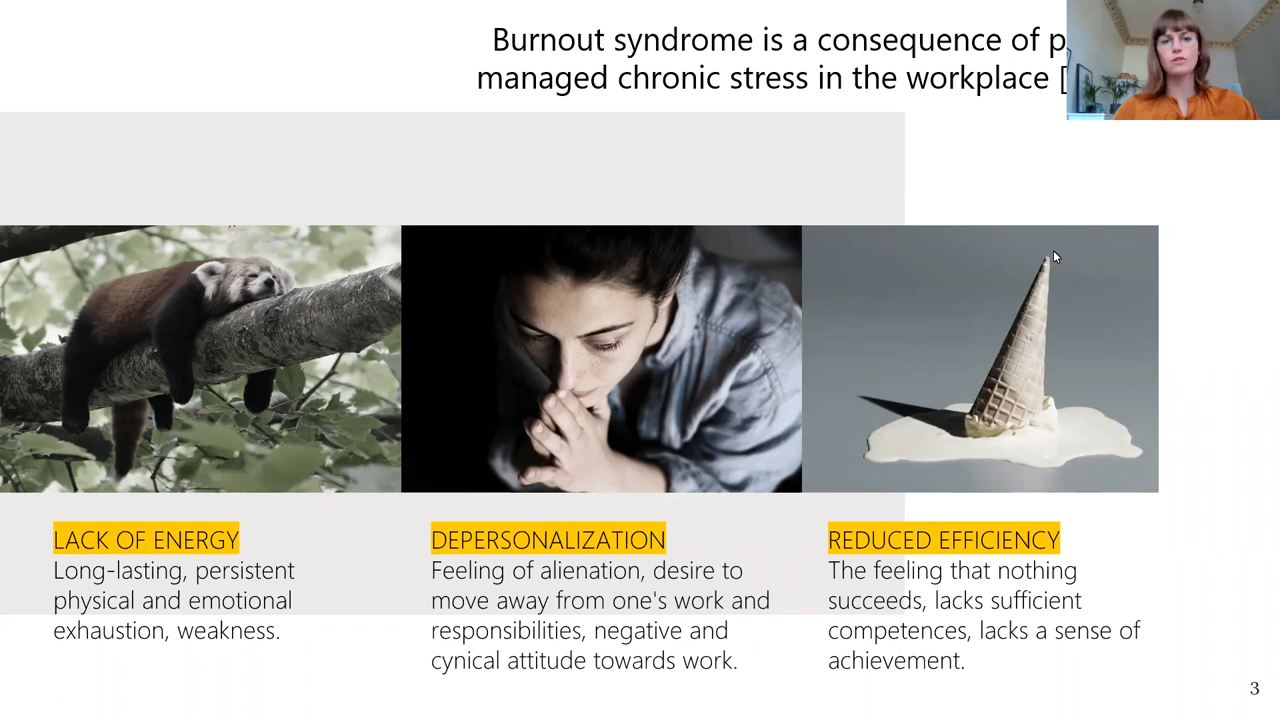 Burnout syndrome is a consequence of
managed chronic stress in the workplace [
LACK OF ENERGY
Long-lasting, persistent
physical and emotional
exhaustion, weakness.
DEPERSONALIZATION
Feeling of alienation, desire to
move away from one's work and
responsibilities, negative and
cynical attitude towards work.
REDUCED EFFICIENCY
The feeling that nothing
succeeds, lacks sufficient
competences, lacks a sense of
achievement.
3